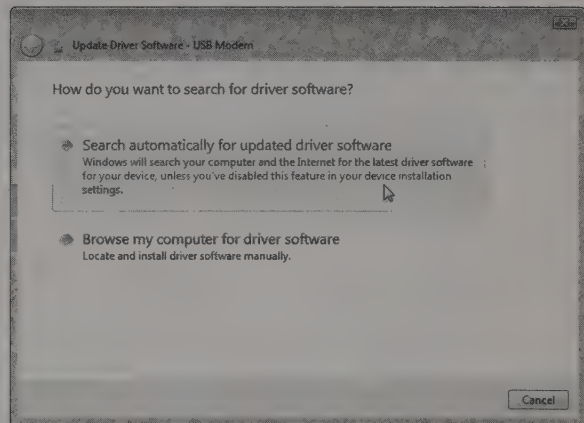 Update Driver Software - USB Modem
How do you want to search for driver software?
Search automatically for updated driver software
Windows will search your computer and the Internet for the latest driver software
for your device, unless you've disabled this feature in your device installation
settings.
Browse my computer for driver software
Locate and install driver software manually.
Cancel